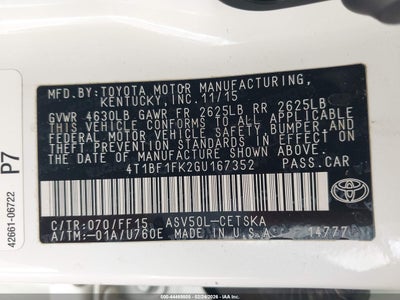 MFD.BY:TOYOTA MOTOR MANUFACTURING,
KENTUCKY,INC.11/15
GVWR 4630LB GAWR FR 2625LB RR 2625LB
THIS VEHICLE CONFORMS TO ALL APPLICABLE
FEDERAL MOTOR VEHICLE SAFETY, BUMPER,AND
THEFT PREVENTION STANDARDS IN EFFECT ON
THE DATE OF MANUFACTURE SHOWN ABOVE.
4T1BF1FK2GU167352 PASS.CAR
TOYOTA
C/TR:070/FF15 ASV50L-CETSKA
A/TM:-01A/U760E MADE IN U.S.A. 14777
P7
42661-06722